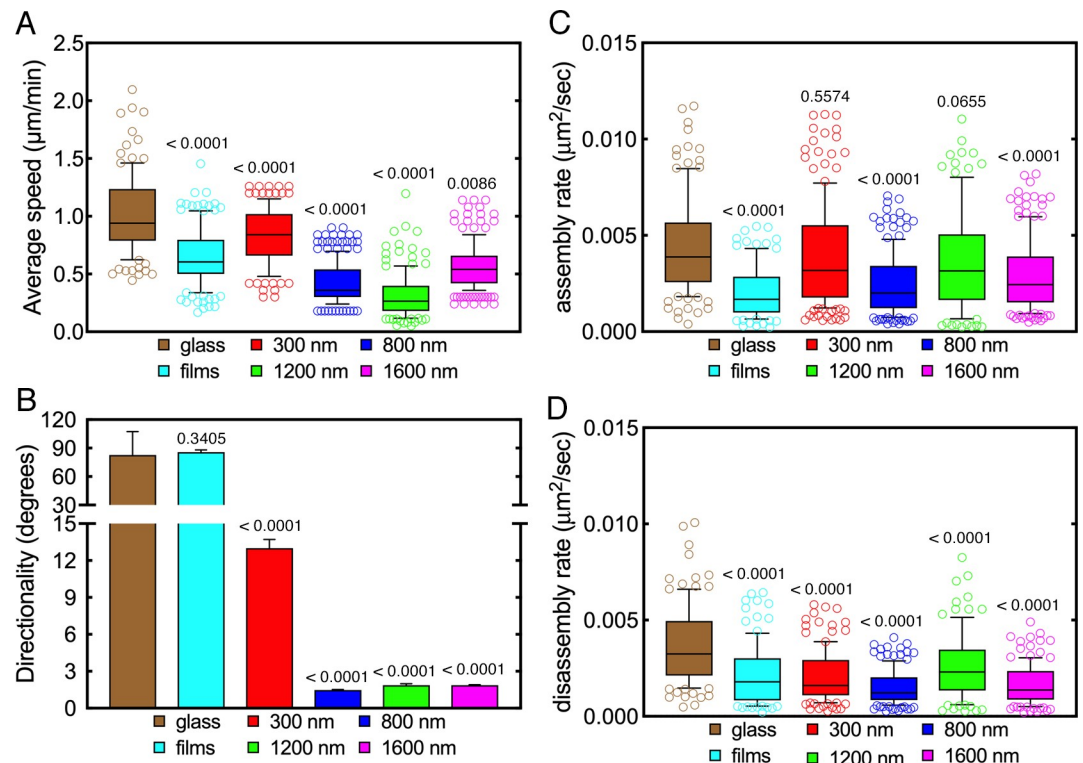 A
Average speed (μm/min)
2.5
2.0
1.5
1.0
0.5
0.0
< 0.0001
< 0.0001
< 0.0001
< 0.0001
0.0086
glass 300 nm 800 nm
films 1200 nm 1600 nm
B
Directionality (degrees)
120
90
60
30
15
12
9
6
3
0
0.3405
< 0.0001
< 0.0001
< 0.0001
< 0.0001
glass 300 nm 800 nm
films 1200 nm 1600 nm
C
assembly rate (μm²/sec)
0.015
0.010
0.005
0.000
< 0.0001
0.5574
< 0.0001
0.0655
< 0.0001
glass 300 nm 800 nm
films 1200 nm 1600 nm
D
disassembly rate (μm²/sec)
0.015
0.010
0.005
0.000
< 0.0001
< 0.0001
< 0.0001
< 0.0001
< 0.0001
glass 300 nm 800 nm
films 1200 nm 1600 nm